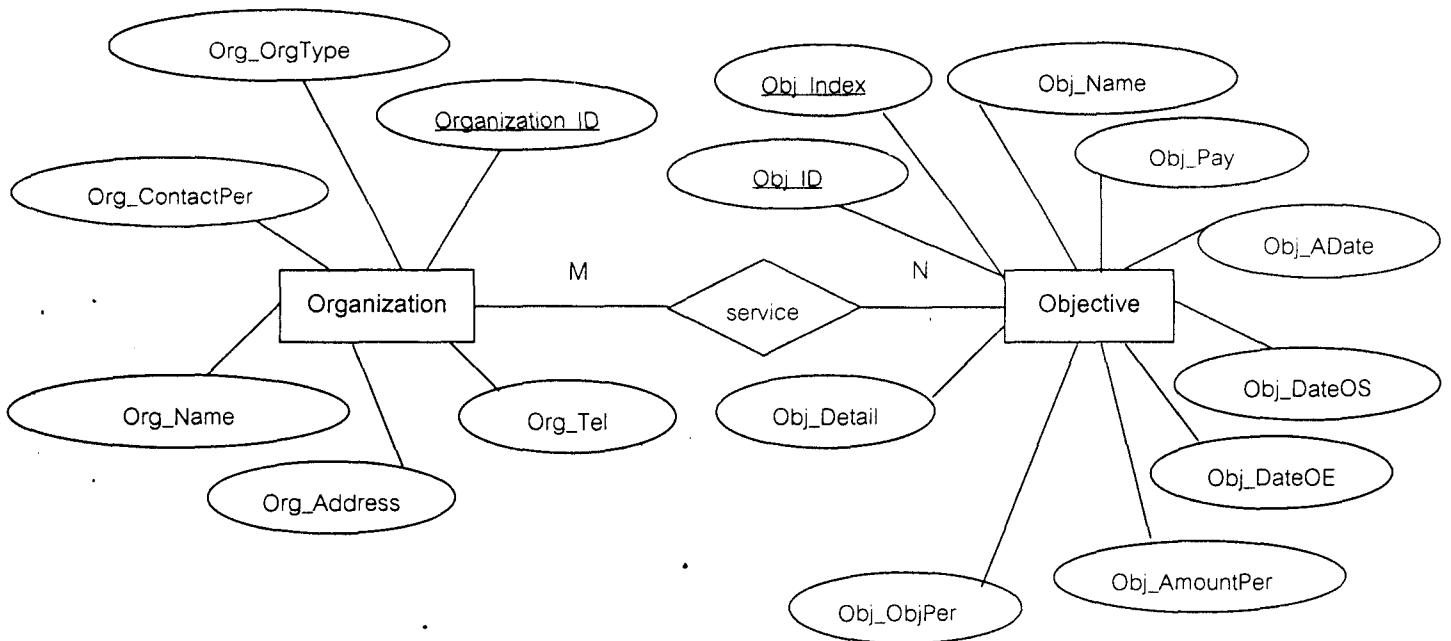 Org_OrgType
Obj_Index
Obj_Name
Organization_ID
Obj_Pay
Obj_ID
Org_ContactPer
Obj_ADate
M
N
Organization
service
Objective
Obj_DateOS
Org_Name
Org_Tel
Obj_Detail
Obj_DateOE
Org_Address
Obj_AmountPer
Obj_ObjPer